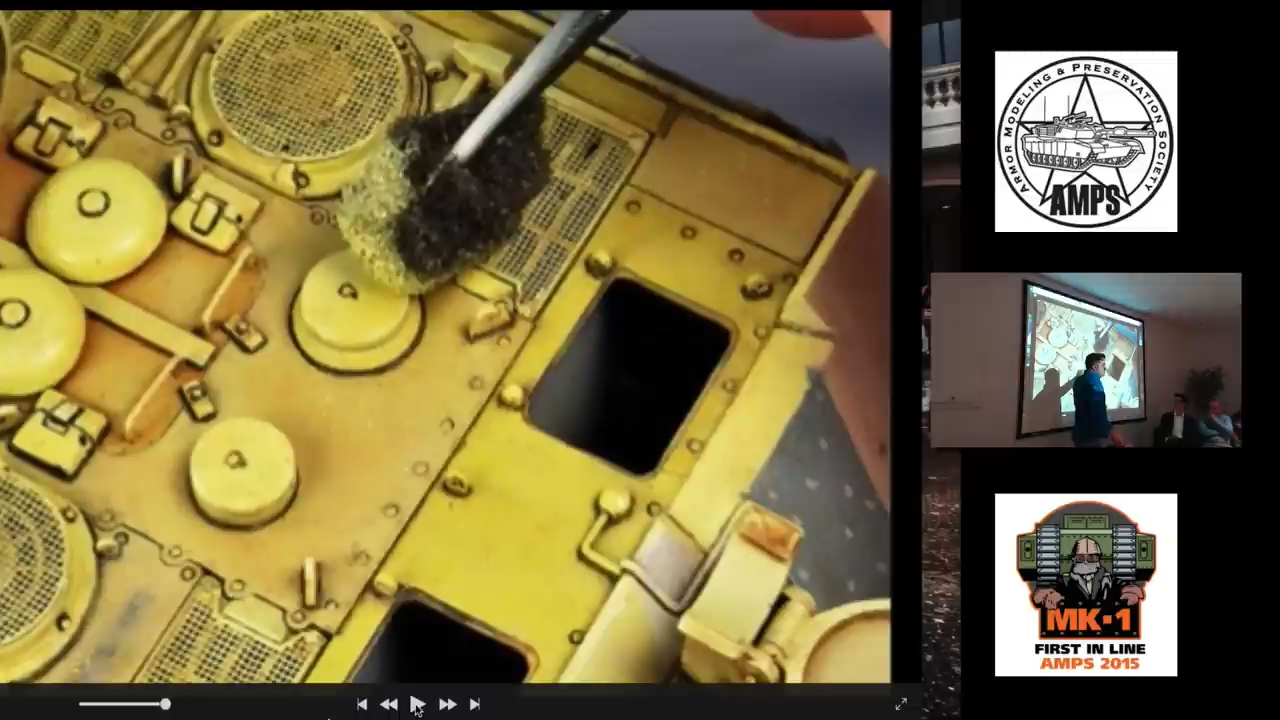 ARMOR MODELING & PRESERVATION SOCIETY
AMPS
MK-1
FIRST IN LINE
AMPS 2015